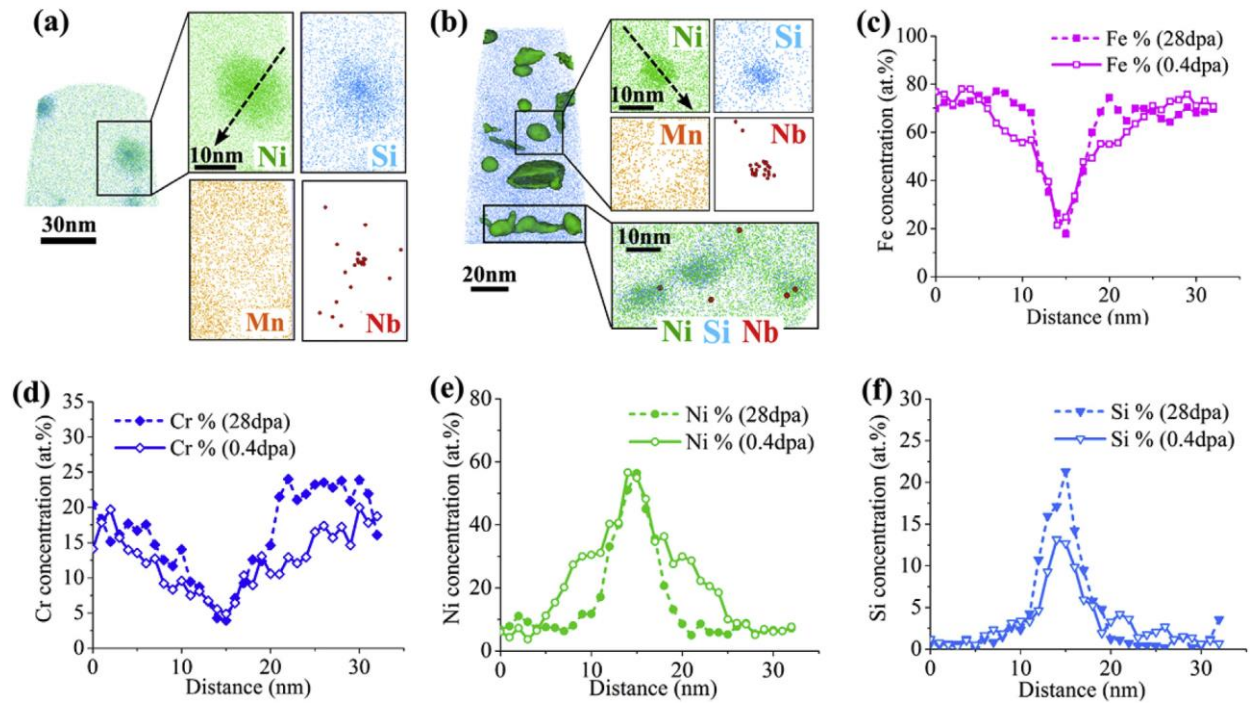 (a)
Ni
10nm
Si
Mn
Nb
30nm
(b)
Ni
10nm
Si
Mn
Nb
10nm
20nm
Ni Si Nb
(c)
Fe % (28dpa)
Fe % (0.4dpa)
Fe concentration (at.%)
100
80
60
40
20
0
0 10 20 30
Distance (nm)
(d)
Cr % (28dpa)
Cr % (0.4dpa)
Cr concentration (at.%)
35
30
25
20
15
10
5
0
0 10 20 30
Distance (nm)
(e)
Ni % (28dpa)
Ni % (0.4dpa)
Ni concentration (at.%)
80
60
40
20
0
0 10 20 30
Distance (nm)
(f)
Si % (28dpa)
Si % (0.4dpa)
Si concentration (at.%)
30
25
20
15
10
5
0
0 10 20 30
Distance (nm)